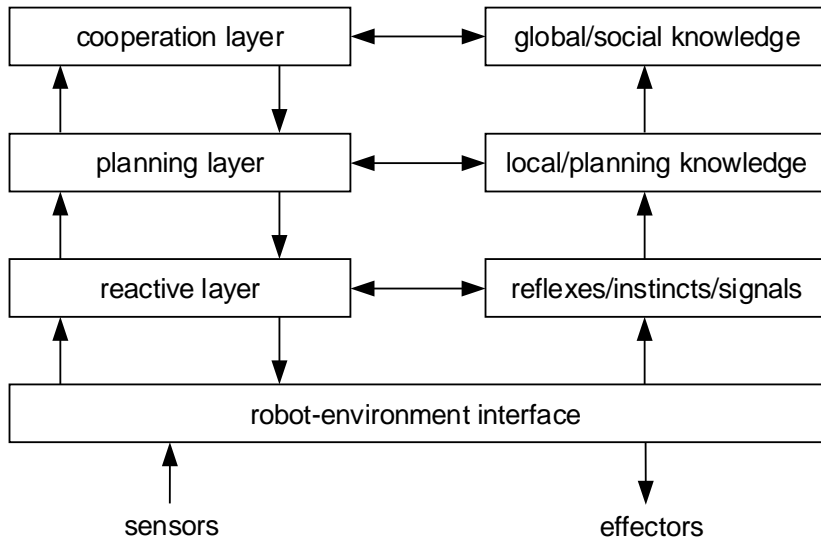 cooperation layer
global/social knowledge
planning layer
local/planning knowledge
reactive layer
reflexes/instincts/signals
robot-environment interface
sensors
effectors